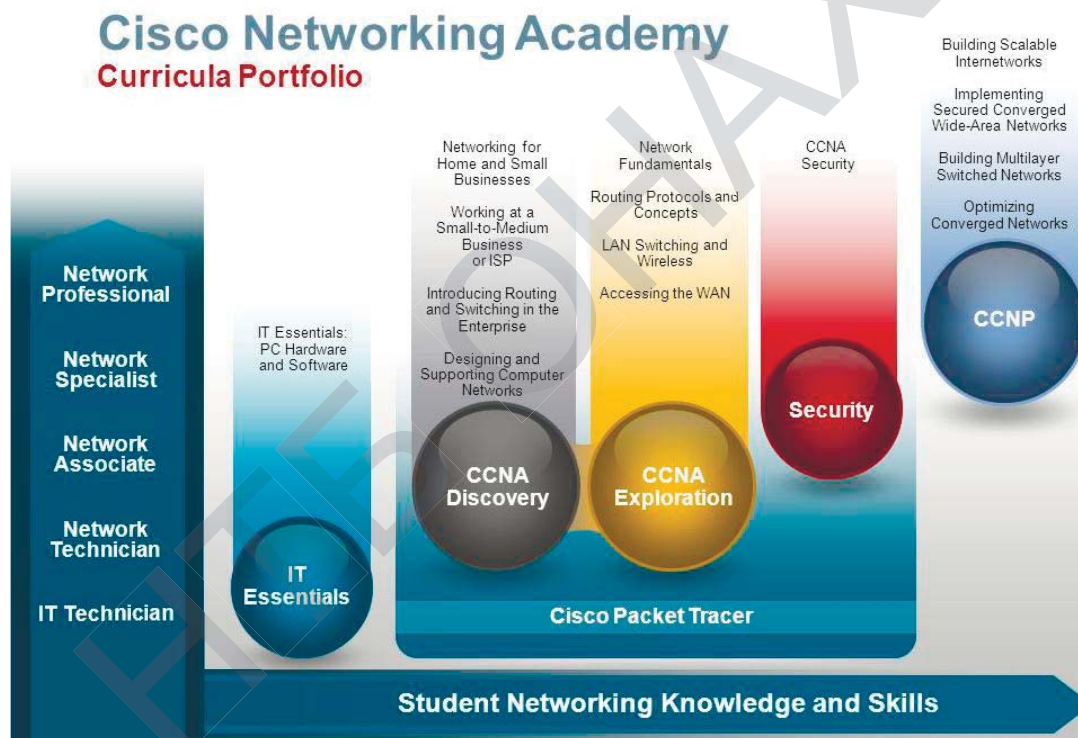 Cisco Networking Academy
Curricula Portfolio
Network
Professional
Network
Specialist
Network
Associate
Network
Technician
IT Technician
IT Essentials:
PC Hardware
and Software
IT
Essentials
Networking for
Home and Small
Businesses
Working at a
Small-to-Medium
Business
or ISP
Introducing Routing
and Switching in the
Enterprise
Designing and
Supporting Computer
Networks
CCNA
Discovery
Network
Fundamentals
Routing Protocols and
Concepts
LAN Switching and
Wireless
Accessing the WAN
CCNA
Exploration
CCNA
Security
Security
Building Scalable
Internetworks
Implementing
Secured Converged
Wide-Area Networks
Building Multilayer
Switched Networks
Optimizing
Converged Networks
CCNP
Cisco Packet Tracer
Student Networking Knowledge and Skills